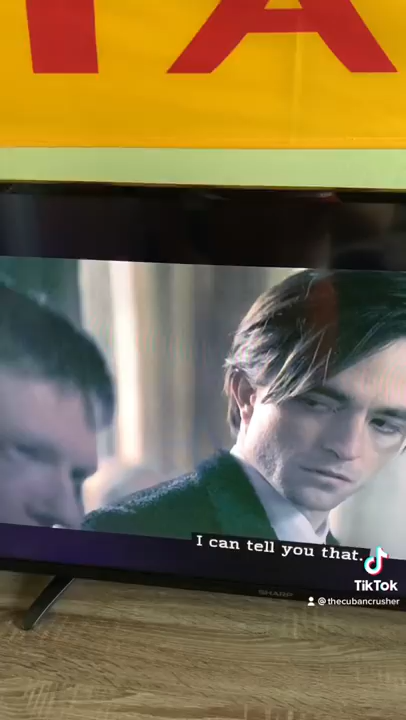 TA
I can tell you that.
SHARP
TikTok
@thecubancrusher